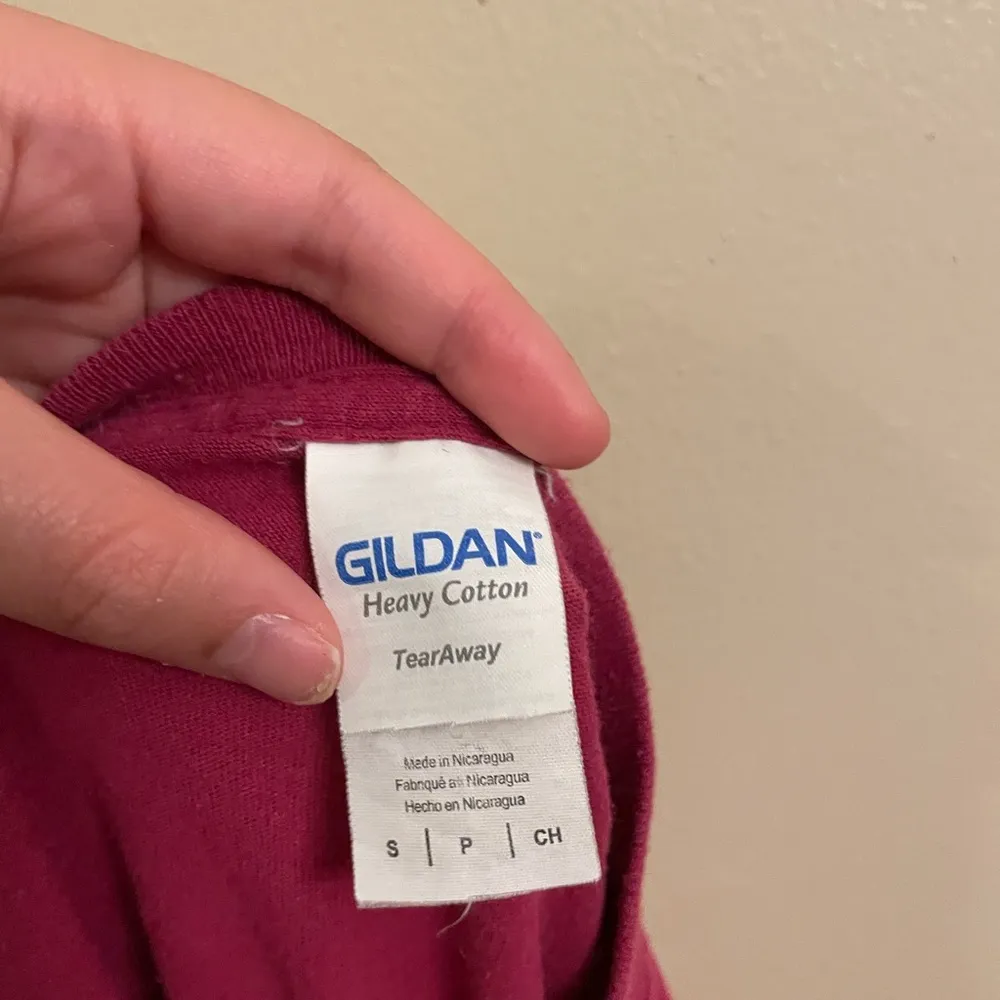 GILDAN
Heavy Cotton
TearAway
Made in Nicaragua
Fabriqué au Nicaragua
Hecho en Nicaragua
S | P | CH